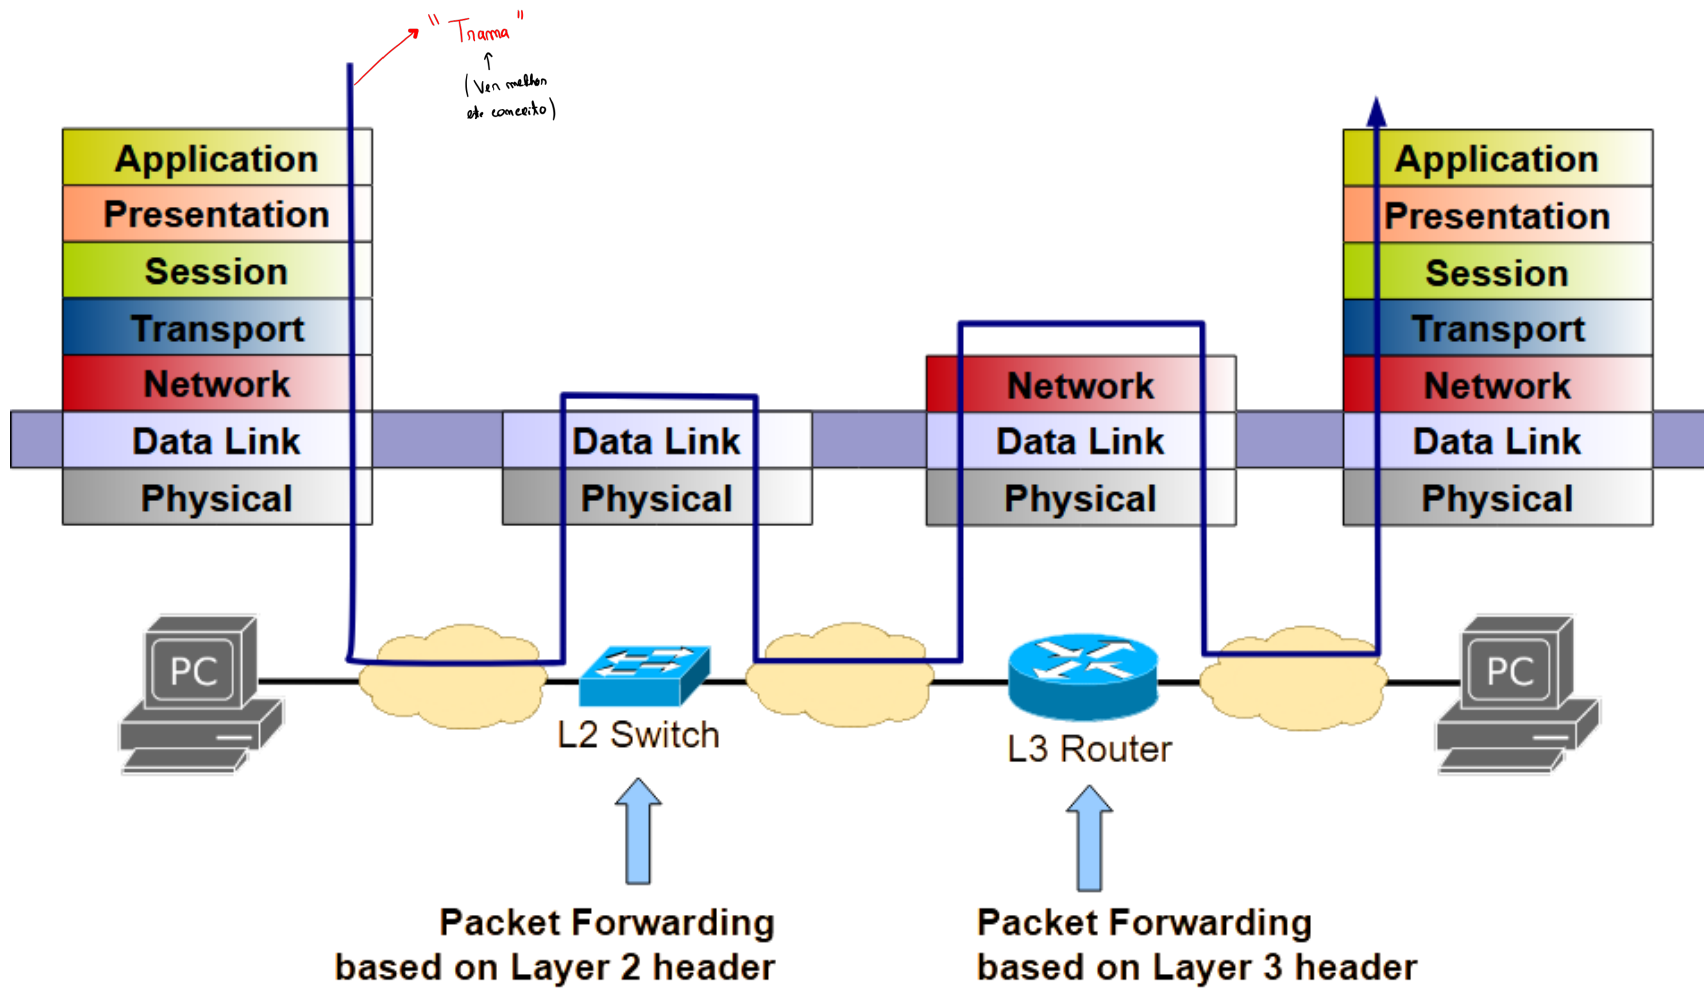 "Trama"
(Ver melhor
este conceito)
Application
Presentation
Session
Transport
Network
Data Link
Physical
Data Link
Physical
Network
Data Link
Physical
Application
Presentation
Session
Transport
Network
Data Link
Physical
PC
L2 Switch
L3 Router
PC
Packet Forwarding
based on Layer 2 header
Packet Forwarding
based on Layer 3 header